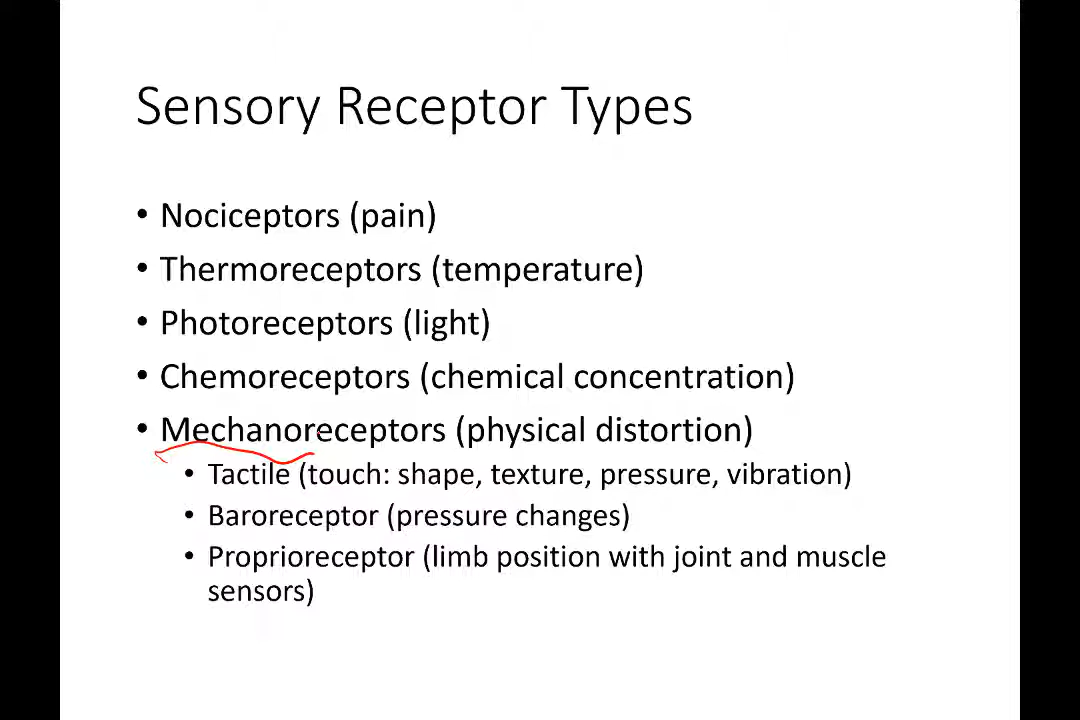 Sensory Receptor Types
• Nociceptors (pain)
• Thermoreceptors (temperature)
• Photoreceptors (light)
• Chemoreceptors (chemical concentration)
• Mechanoreceptors (physical distortion)
• Tactile (touch: shape, texture, pressure, vibration)
• Baroreceptor (pressure changes)
• Proprioreceptor (limb position with joint and muscle
sensors)